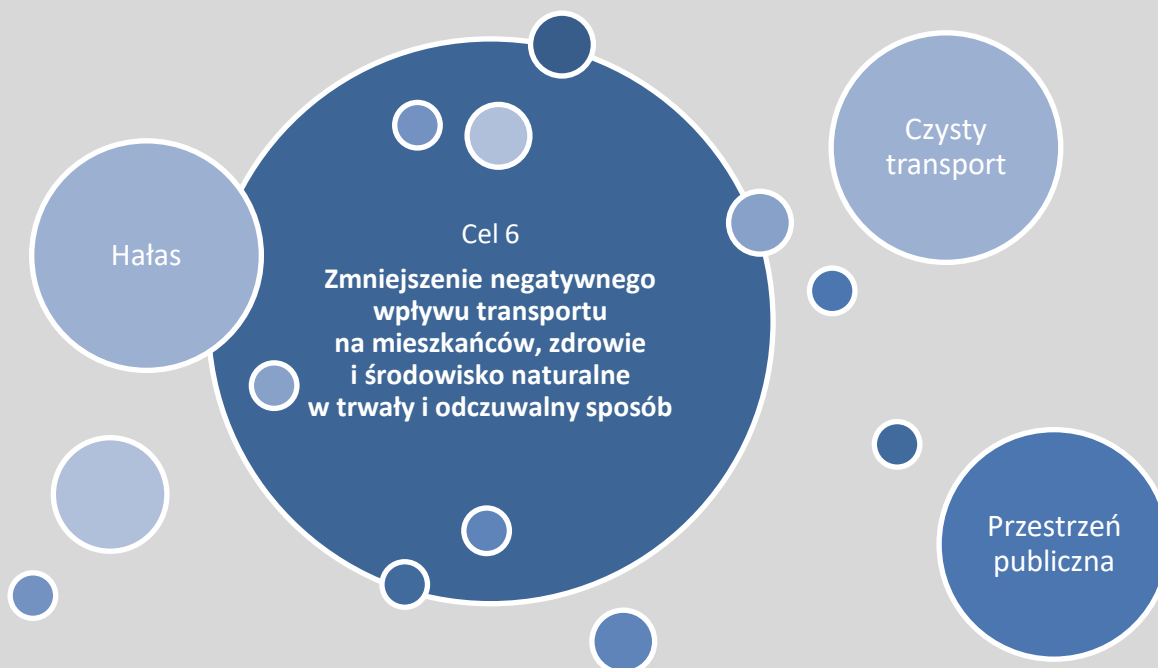 Czysty
transport
Hałas
Cel 6
Zmniejszenie negatywnego
wpływu transportu
na mieszkańców, zdrowie
i środowisko naturalne
w trwały i odczuwalny sposób
Przestrzeń
publiczna